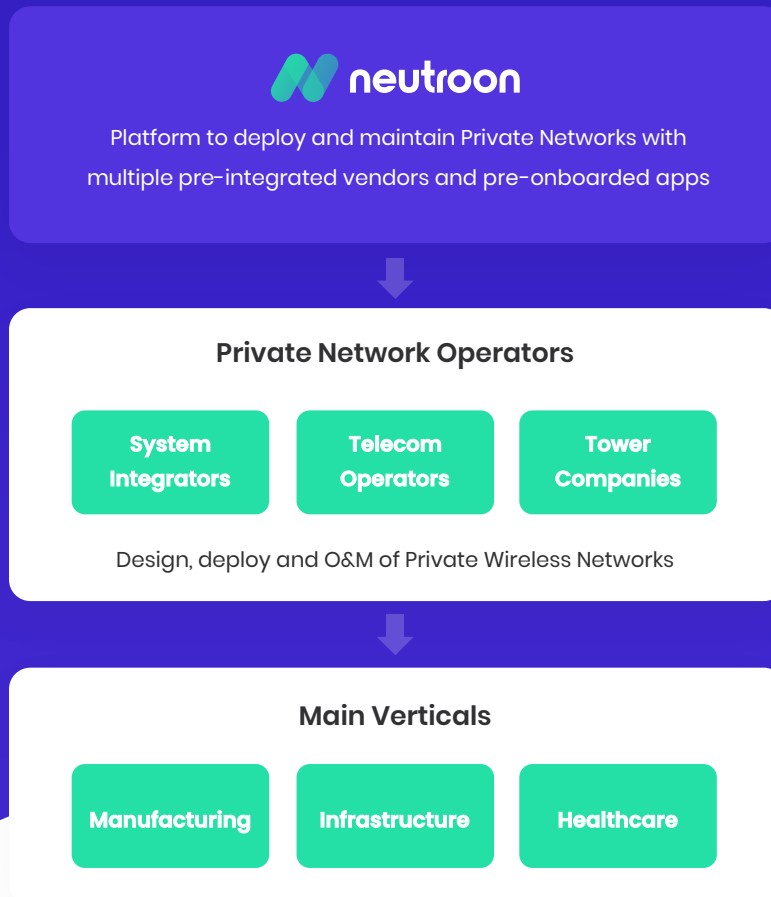 neutroon
Platform to deploy and maintain Private Networks with
multiple pre-integrated vendors and pre-onboarded apps
Private Network Operators
System
Integrators
Telecom
Operators
Tower
Companies
Design, deploy and O&M of Private Wireless Networks
Main Verticals
Manufacturing
Infrastructure
Healthcare